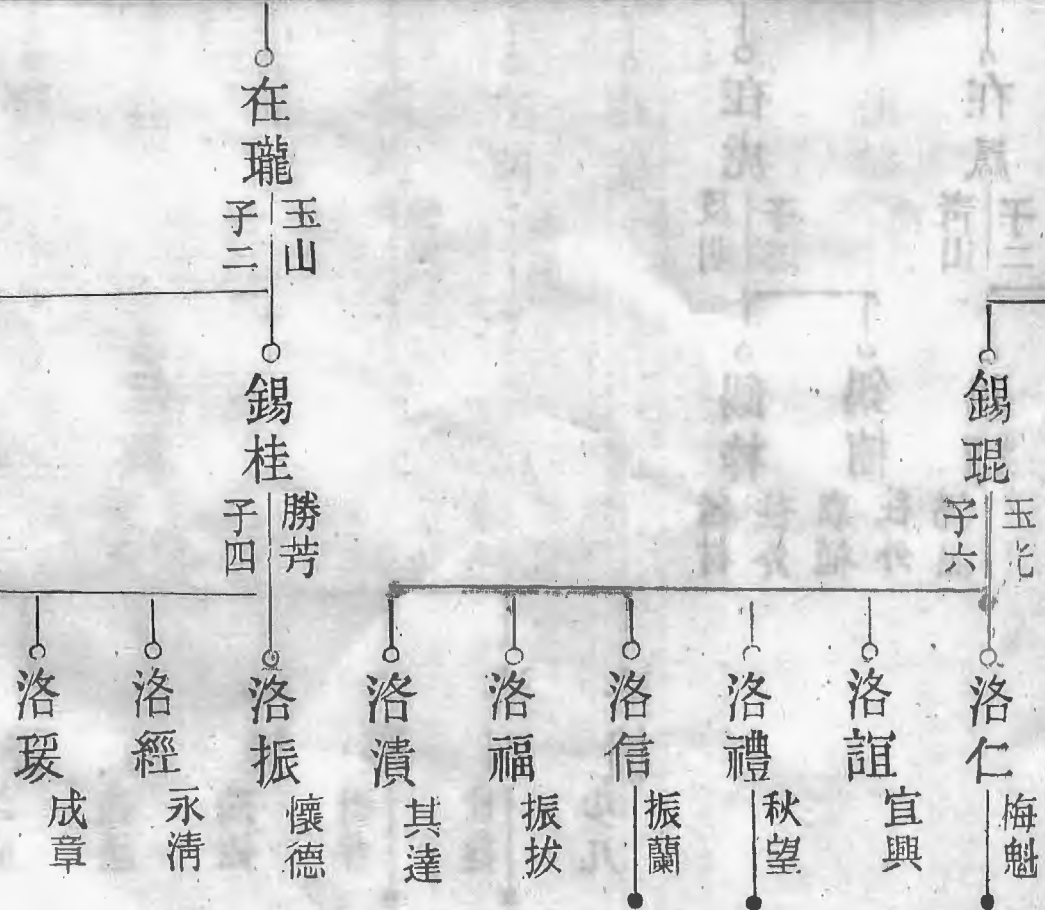 錫琨
玉光
子六
洛仁
梅魁
洛誼
宜興
洛禮
秋望
洛信
振蘭
洛福
振拔
洛漬
其達
在瓏
玉山
子二
錫桂
勝芳
子四
洛振
懷德
洛經
永清
洛瑗
成章